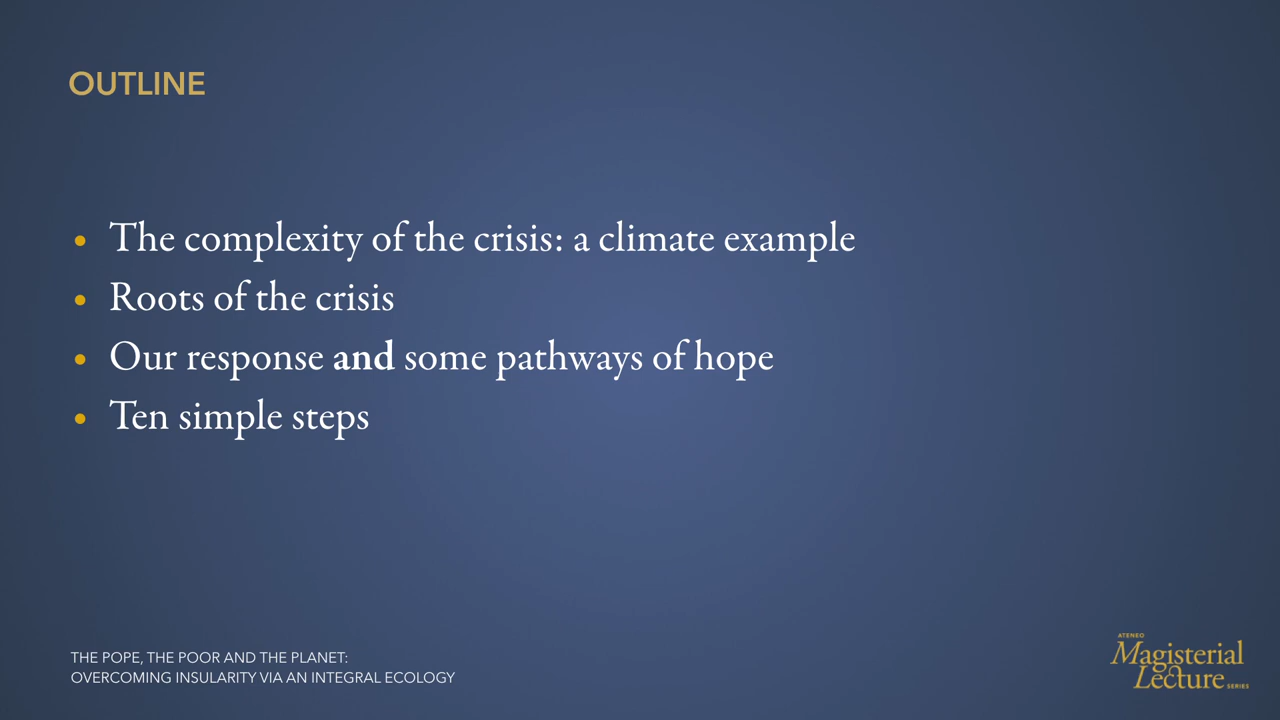 OUTLINE
• The complexity of the crisis: a climate example
• Roots of the crisis
• Our response and some pathways of hope
• Ten simple steps
THE POPE, THE POOR AND THE PLANET:
OVERCOMING INSULARITY VIA AN INTEGRAL ECOLOGY
ATENEO
Magisterial
Lecture SERIES